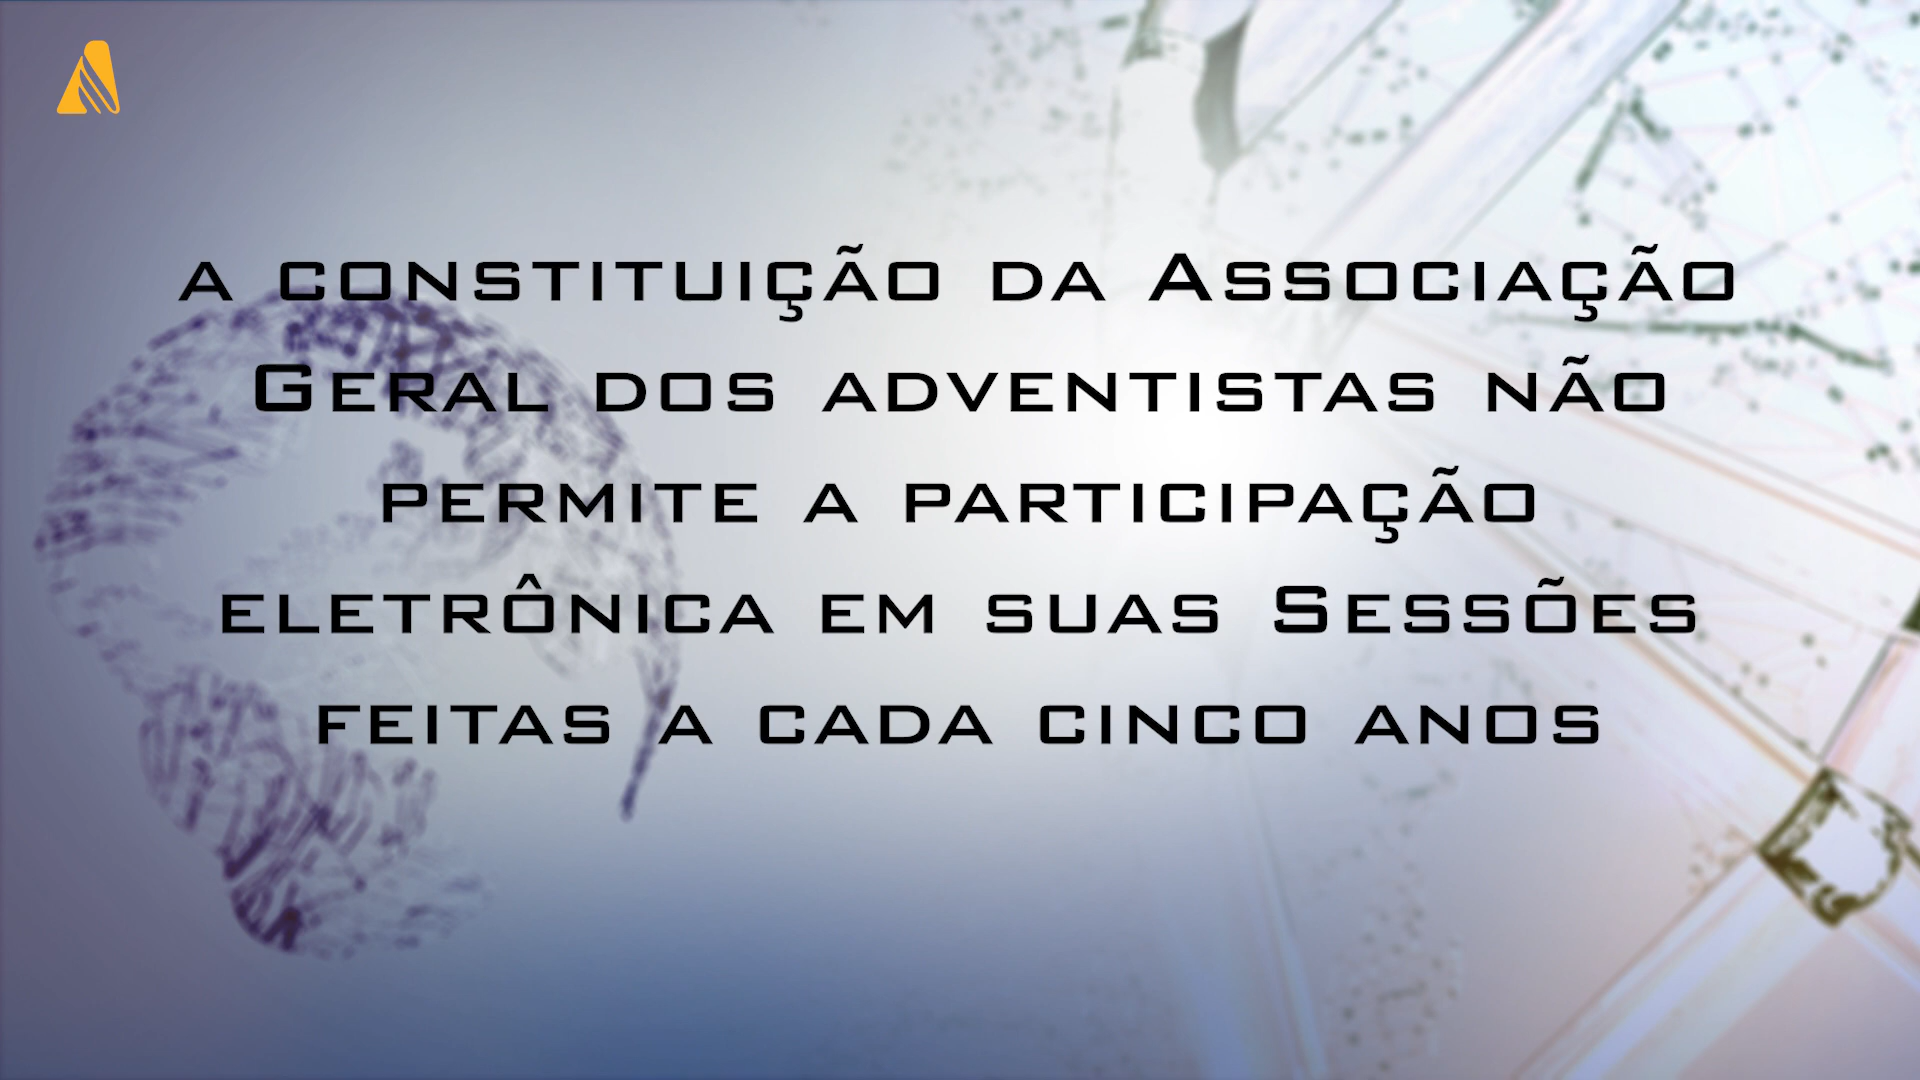 a constituição da Associação
Geral dos adventistas não
permite a participação
eletrônica em suas Sessões
feitas a cada cinco anos